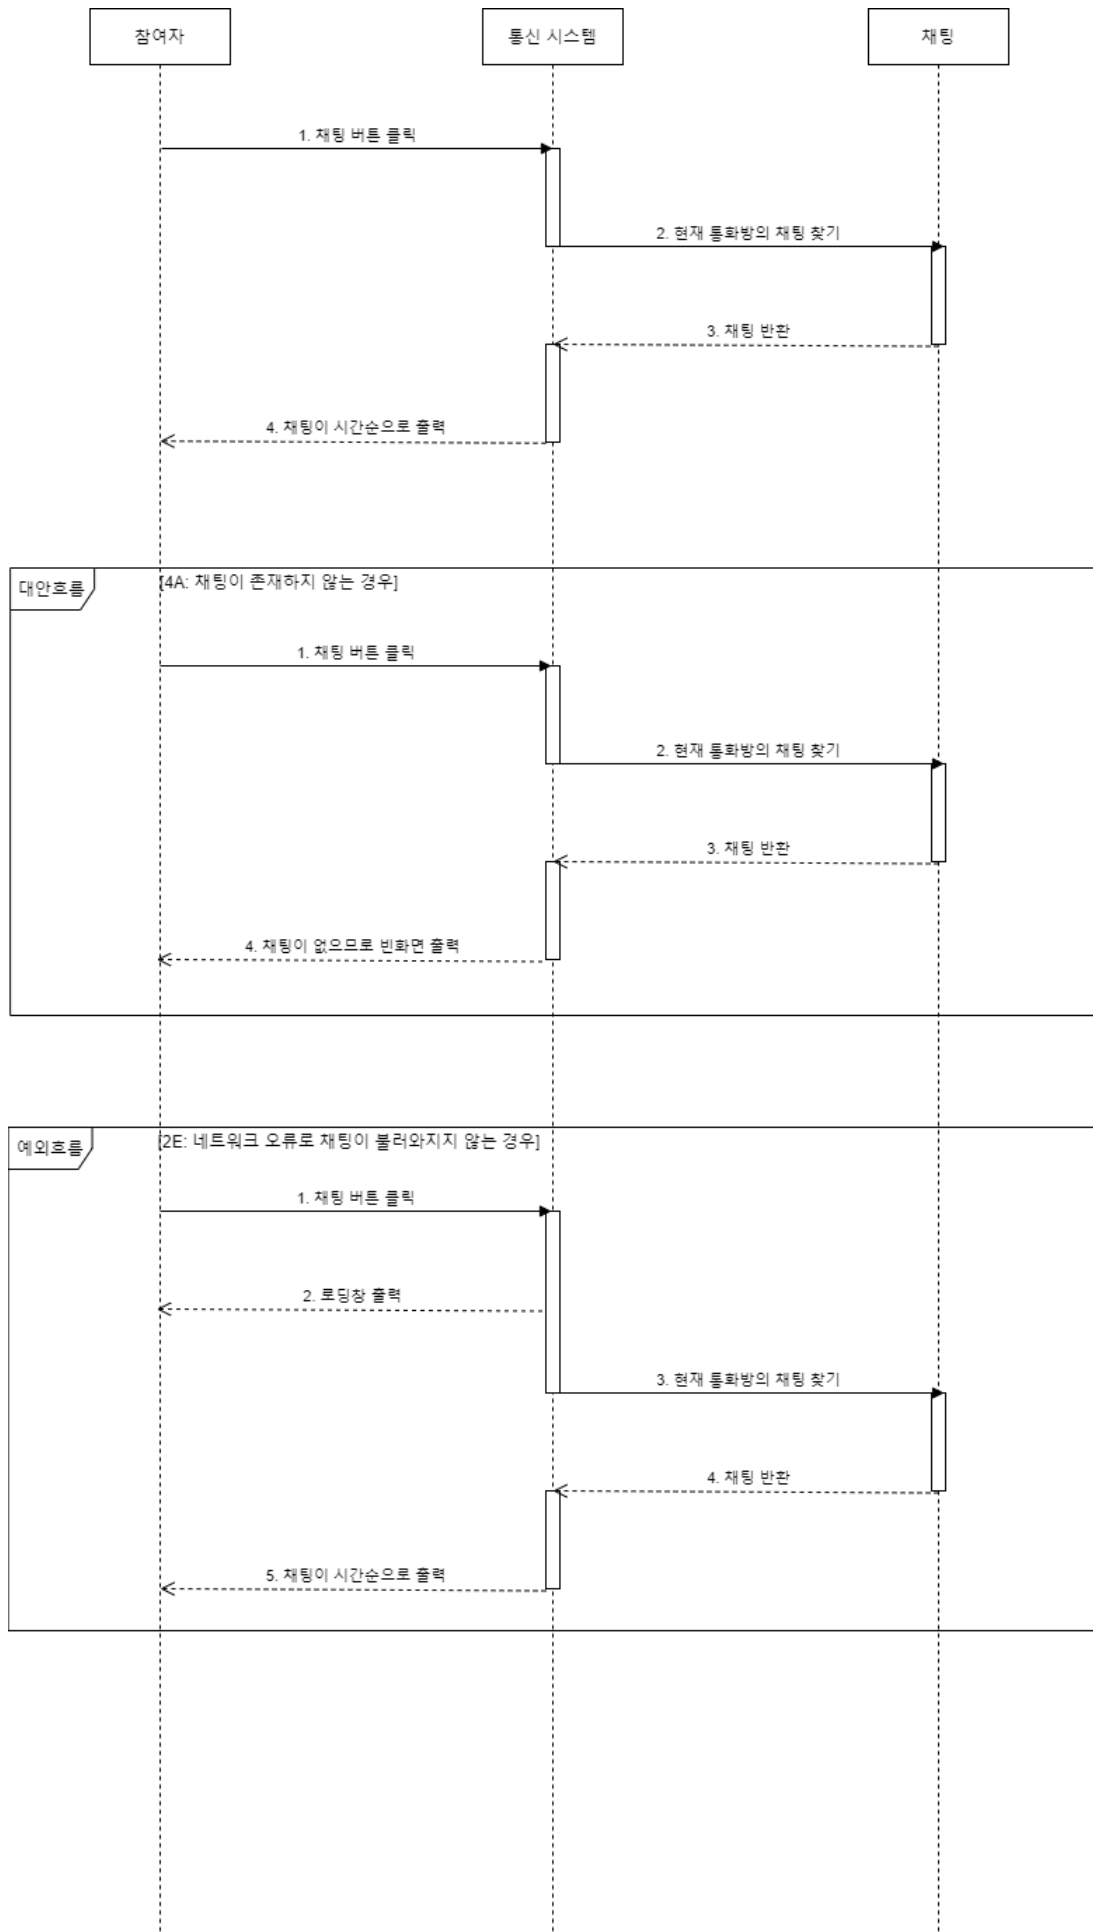 참여자
통신 시스템
채팅
1. 채팅 버튼 클릭
2. 현재 통화방의 채팅 찾기
3. 채팅 반환
4. 채팅이 시간순으로 출력
대안흐름
[4A: 채팅이 존재하지 않는 경우]
1. 채팅 버튼 클릭
2. 현재 통화방의 채팅 찾기
3. 채팅 반환
4. 채팅이 없으므로 빈화면 출력
예외흐름
[2E: 네트워크 오류로 채팅이 불러와지지 않는 경우]
1. 채팅 버튼 클릭
2. 로딩창 출력
3. 현재 통화방의 채팅 찾기
4. 채팅 반환
5. 채팅이 시간순으로 출력